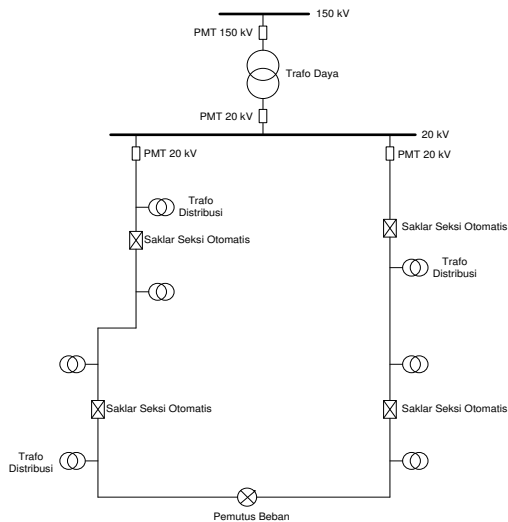 150 kV
PMT 150 kV
Trafo Daya
PMT 20 kV
20 kV
PMT 20 kV
PMT 20 kV
Trafo
Distribusi
Saklar Seksi Otomatis
Saklar Seksi Otomatis
Trafo
Distribusi
Saklar Seksi Otomatis
Saklar Seksi Otomatis
Trafo
Distribusi
Pemutus Beban